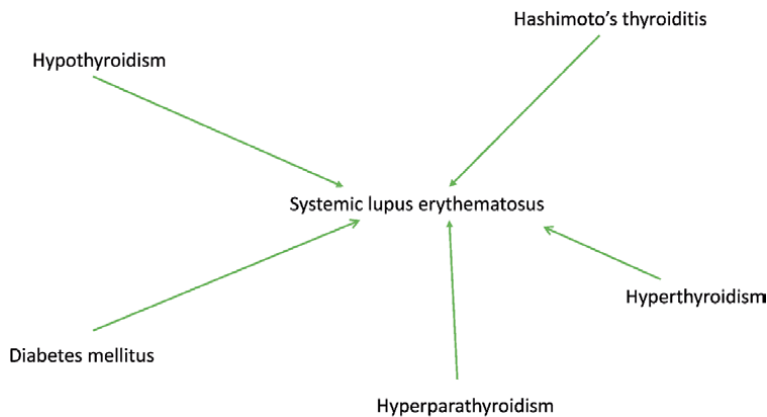 Hashimoto’s thyroiditis
Hypothyroidism
Systemic lupus erythematosus
Hyperthyroidism
Diabetes mellitus
Hyperparathyroidism